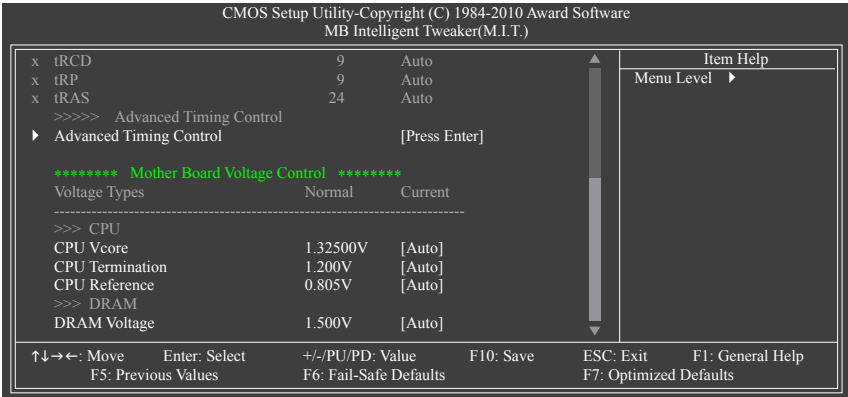 CMOS Setup Utility-Copyright (C) 1984-2010 Award Software
MB Intelligent Tweaker(M.I.T.)
x tRCD 9 Auto
x tRP 9 Auto
x tRAS 24 Auto
>>>>> Advanced Timing Control
Advanced Timing Control [Press Enter]
******** Mother Board Voltage Control ********
Voltage Types Normal Current
--------------------------------------------------------------------------------
>>> CPU
CPU Vcore 1.32500V [Auto]
CPU Termination 1.200V [Auto]
CPU Reference 0.805V [Auto]
>>> DRAM
DRAM Voltage 1.500V [Auto]
Item Help
Menu Level
↑↓→←: Move Enter: Select +/-/PU/PD: Value F10: Save ESC: Exit F1: General Help
F5: Previous Values F6: Fail-Safe Defaults F7: Optimized Defaults